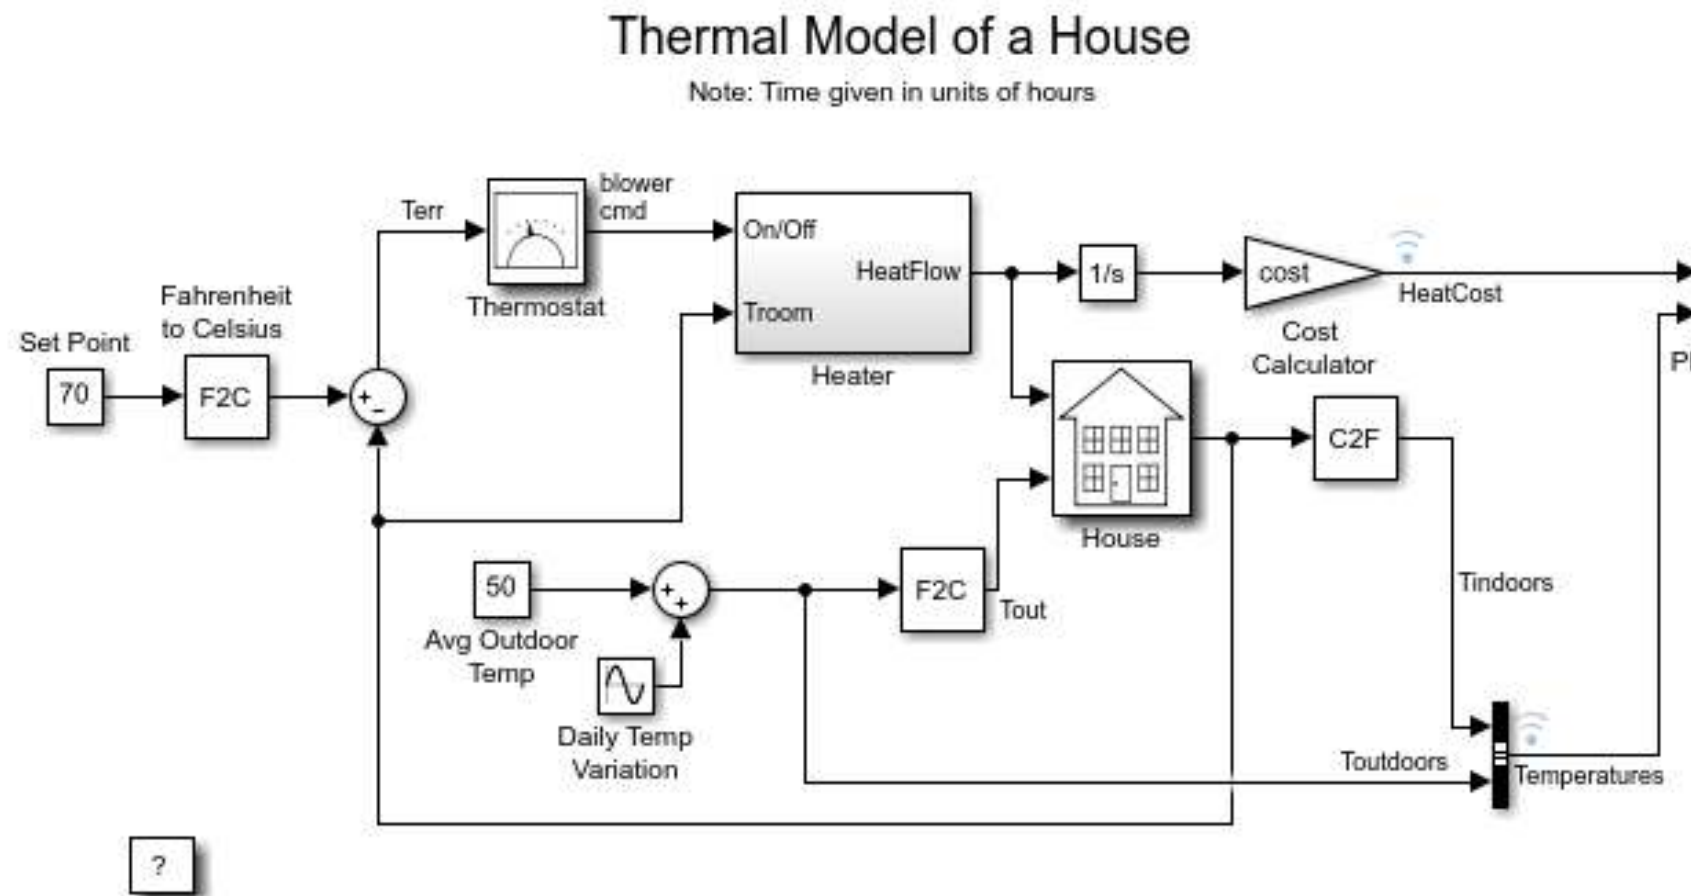 Thermal Model of a House
Note: Time given in units of hours
blower
cmd
Terr
On/Off
HeatFlow
Troom
Thermostat
Heater
1/s
cost
HeatCost
Cost
Calculator
Fahrenheit
to Celsius
Set Point
70
F2C
+
−
House
C2F
Pl
50
+
+
Avg Outdoor
Temp
F2C
Tout
Tindoors
Daily Temp
Variation
Toutdoors
Temperatures
?